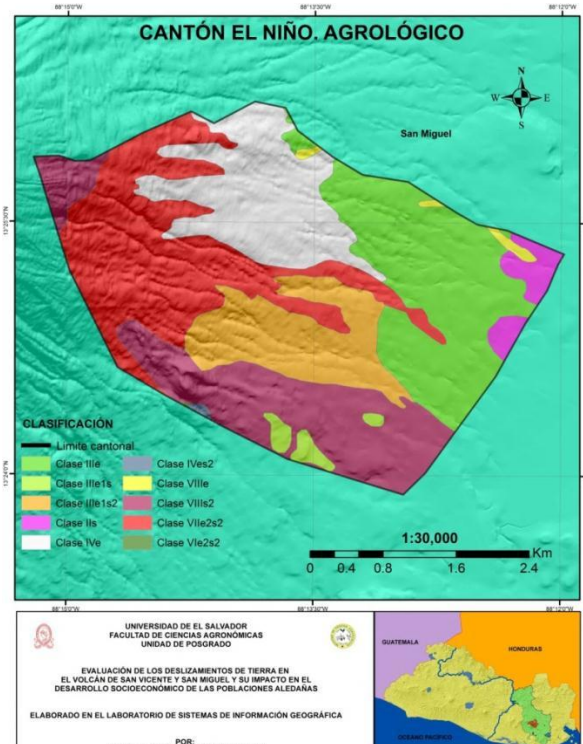 88°15'0"W 88°13'30"W 88°12'0"W
CANTÓN EL NIÑO. AGROLÓGICO
N
W E
S
San Miguel
13°25'30"N
13°24'0"N
CLASIFICACIÓN
Limite cantonal
Clase IIIe
Clase IIIe1s
Clase IIIe1s2
Clase IIs
Clase IVe
Clase IVes2
Clase VIIIe
Clase VIIIs2
Clase VIIe2s2
Clase VIe2s2
1:30,000
Km
0 0.4 0.8 1.6 2.4
88°15'0"W 88°13'30"W 88°12'0"W
UNIVERSIDAD DE EL SALVADOR
FACULTAD DE CIENCIAS AGRONÓMICAS
UNIDAD DE POSGRADO
EVALUACIÓN DE LOS DESLIZAMIENTOS DE TIERRA EN
EL VOLCÁN DE SAN VICENTE Y SAN MIGUEL Y SU IMPACTO EN EL
DESARROLLO SOCIOECONÓMICO DE LAS POBLACIONES ALEDAÑAS
ELABORADO EN EL LABORATORIO DE SISTEMAS DE INFORMACIÓN GEOGRÁFICA
POR:
GUATEMALA
HONDURAS
OCEANO PACÍFICO